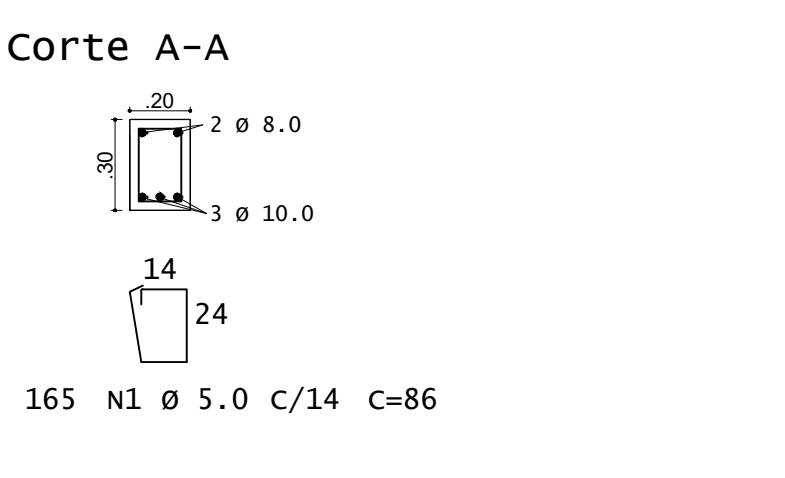 Corte A-A
.20
2 Ø 8.0
.30
3 Ø 10.0
14
24
165 N1 Ø 5.0 C/14 C=86